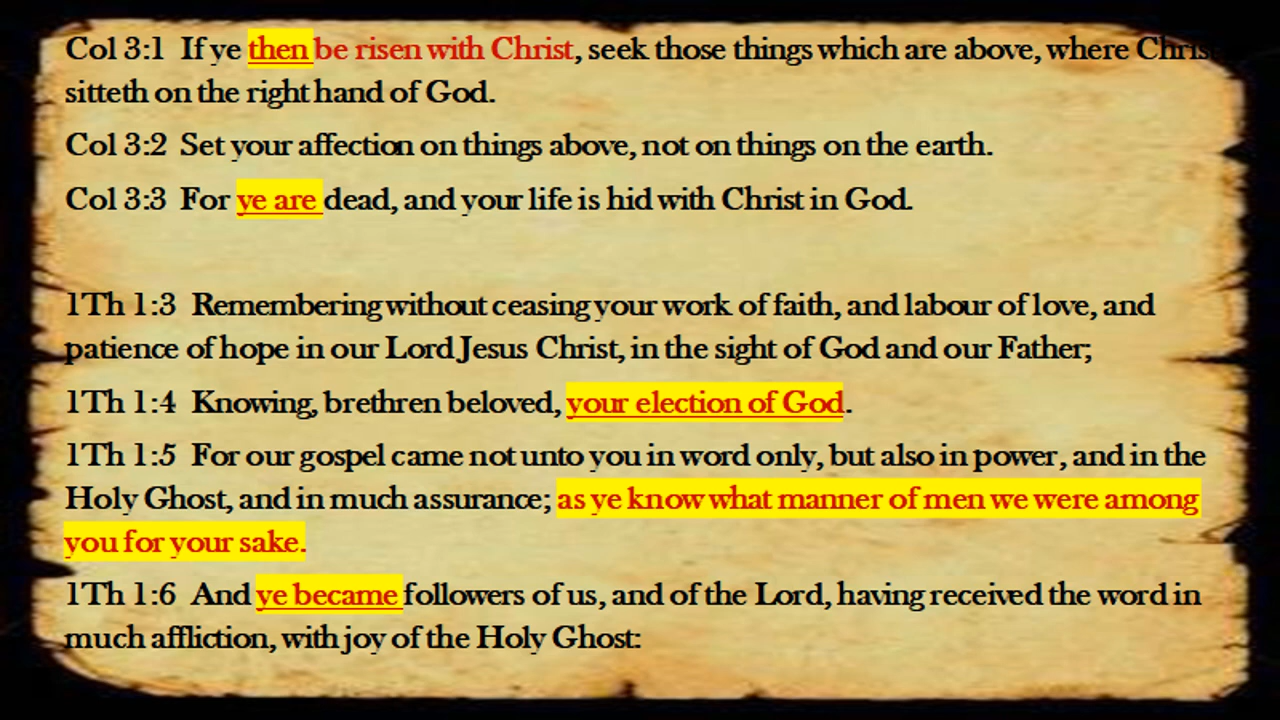 Col 3:1 If ye then be risen with Christ, seek those things which are above, where Christ
sitteth on the right hand of God.
Col 3:2 Set your affection on things above, not on things on the earth.
Col 3:3 For ye are dead, and your life is hid with Christ in God.
1Th 1:3 Remembering without ceasing your work of faith, and labour of love, and
patience of hope in our Lord Jesus Christ, in the sight of God and our Father;
1Th 1:4 Knowing, brethren beloved, your election of God.
1Th 1:5 For our gospel came not unto you in word only, but also in power, and in the
Holy Ghost, and in much assurance; as ye know what manner of men we were among
you for your sake.
1Th 1:6 And ye became followers of us, and of the Lord, having received the word in
much affliction, with joy of the Holy Ghost: